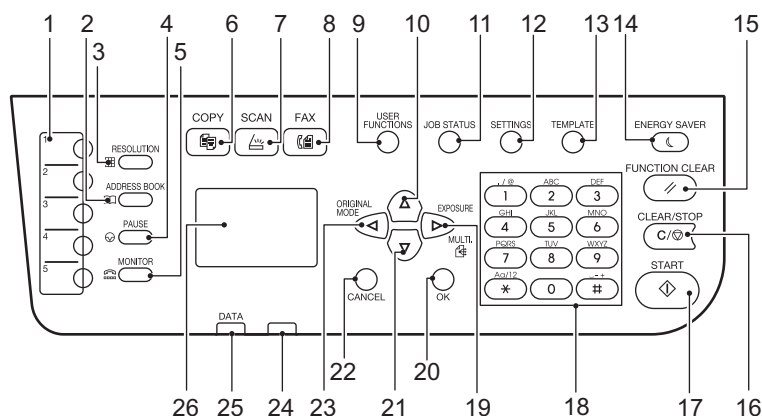 1 2 3 4 5 6 7 8 9 10 11 12 13 14 15
COPY SCAN FAX
USER
FUNCTIONS
JOB STATUS
SETTINGS
TEMPLATE
ENERGY SAVER
1
2
3
4
5
RESOLUTION
ADDRESS BOOK
PAUSE
MONITOR
ORIGINAL
MODE
EXPOSURE
MULTI.
CANCEL
OK
. / @ ABC DEF
1 2 3
GHI JKL MNO
4 5 6
PQRS TUV WXYZ
7 8 9
Aa/12 _ - +
* 0 #
FUNCTION CLEAR
CLEAR/STOP
C/
START
DATA
26 25 24 23 22 21 20 19 18 17 16